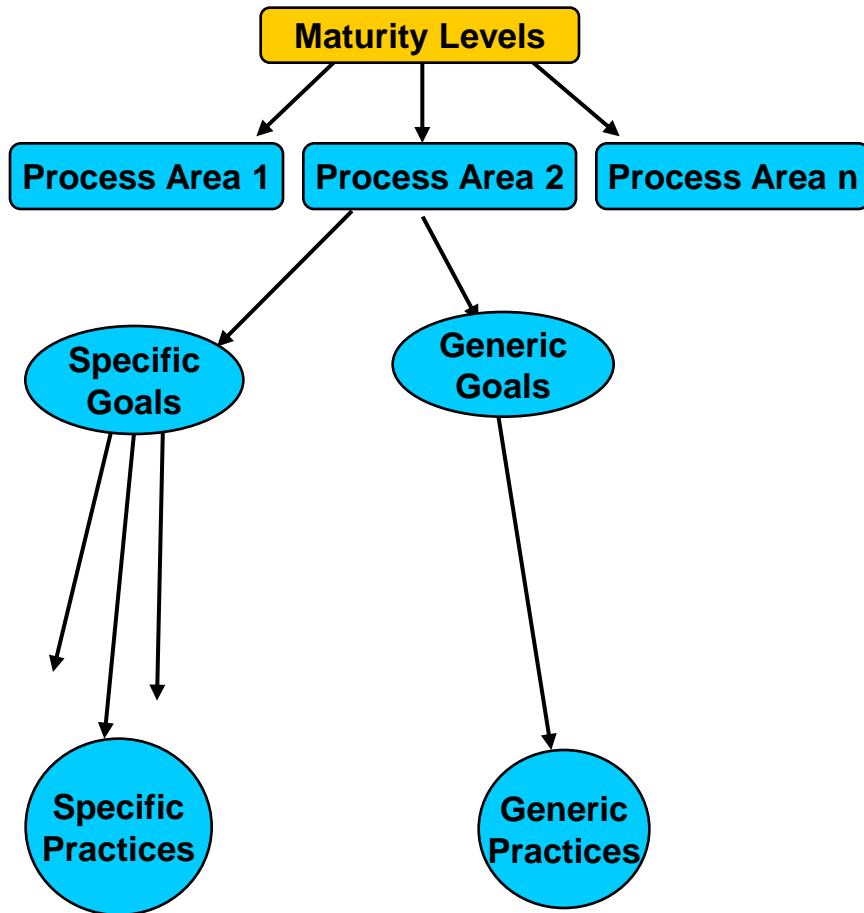 Maturity Levels
Process Area 1
Process Area 2
Process Area n
Specific
Goals
Generic
Goals
Specific
Practices
Generic
Practices